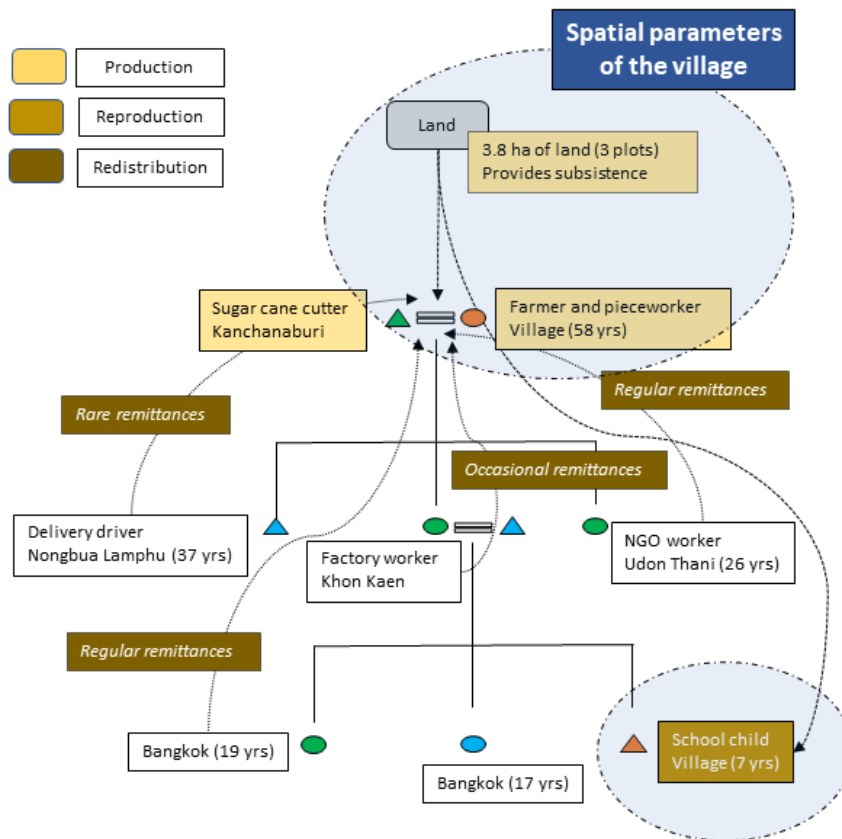 Spatial parameters
of the village
Production
Reproduction
Redistribution
Land
3.8 ha of land (3 plots)
Provides subsistence
Sugar cane cutter
Kanchanaburi
Farmer and pieceworker
Village (58 yrs)
Regular remittances
Rare remittances
Occasional remittances
Delivery driver
Nongbua Lamphu (37 yrs)
Factory worker
Khon Kaen
NGO worker
Udon Thani (26 yrs)
Regular remittances
Bangkok (19 yrs)
Bangkok (17 yrs)
School child
Village (7 yrs)